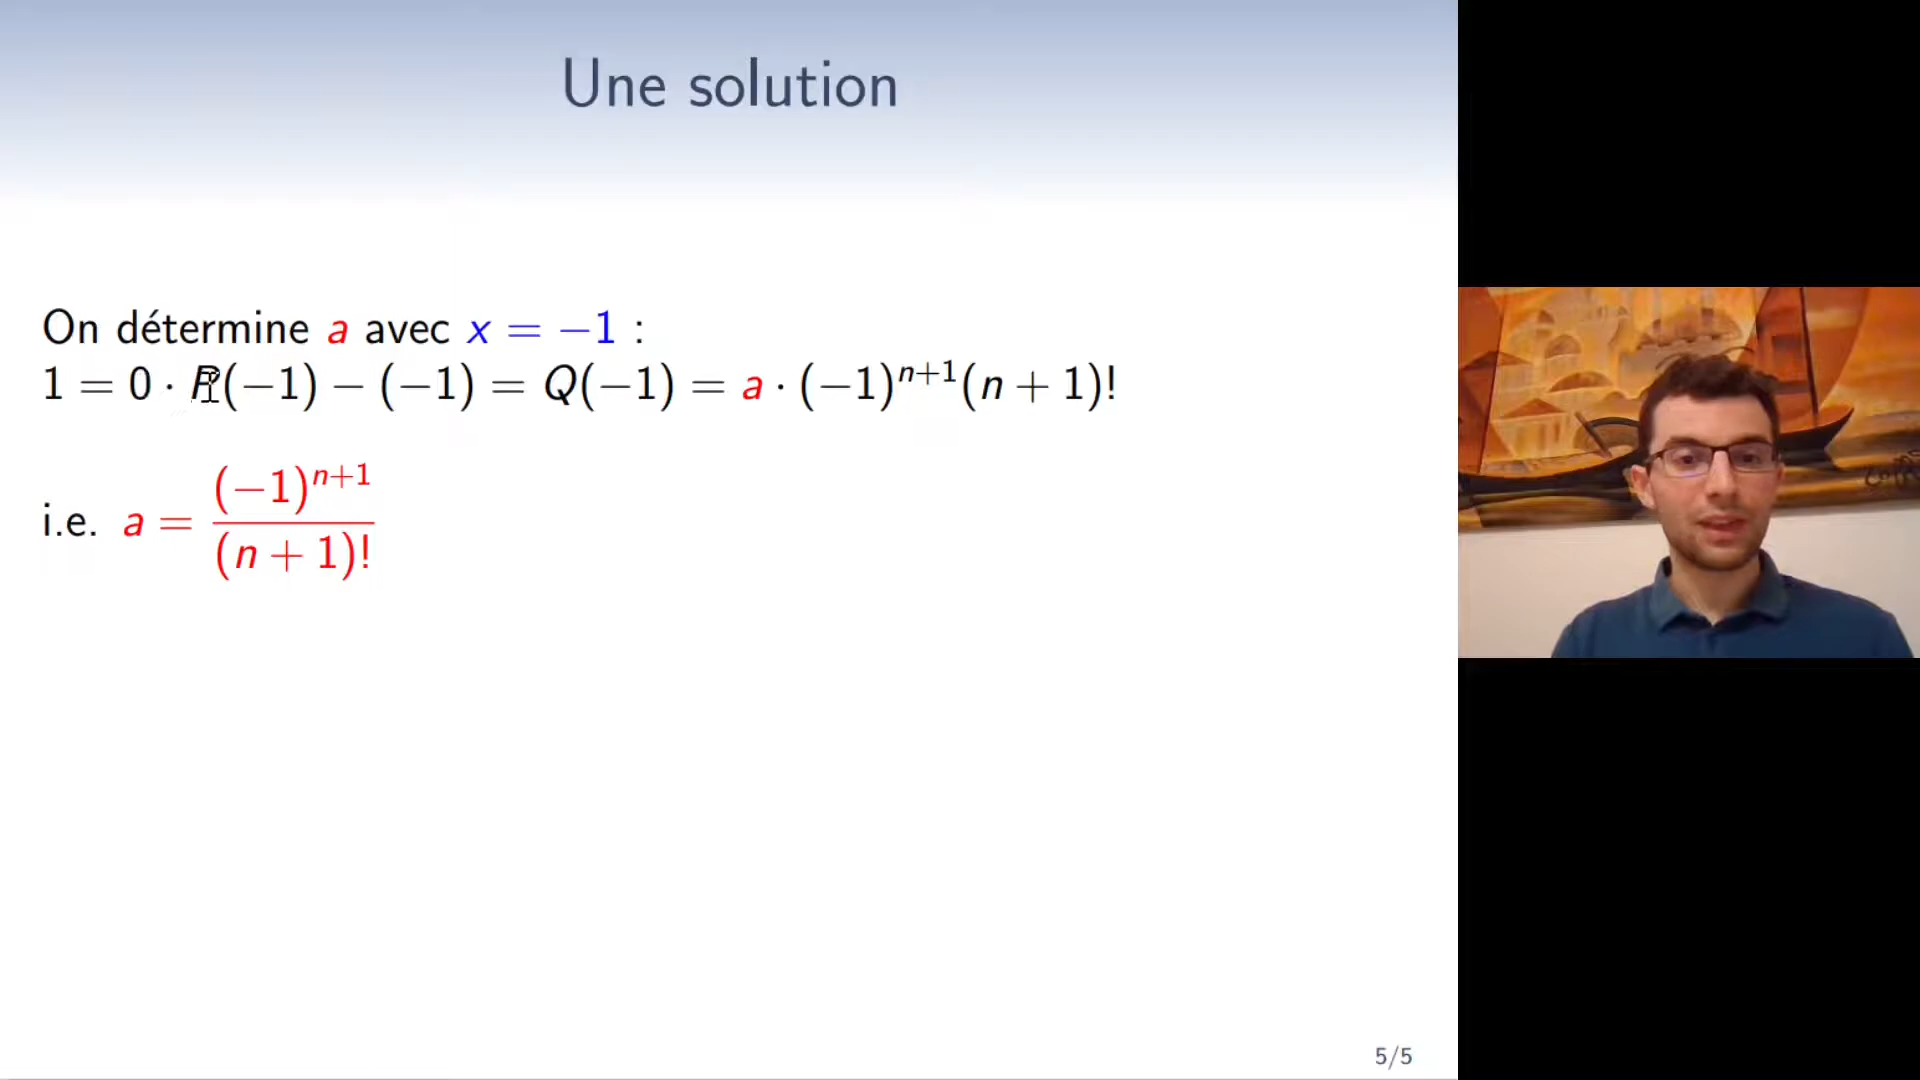 Une solution
On détermine a avec x = −1 :
1 = 0 · P(−1) − (−1) = Q(−1) = a · (−1)^{n+1}(n + 1)!
i.e. a = \frac{(−1)^{n+1}}{(n + 1)!}
5/5